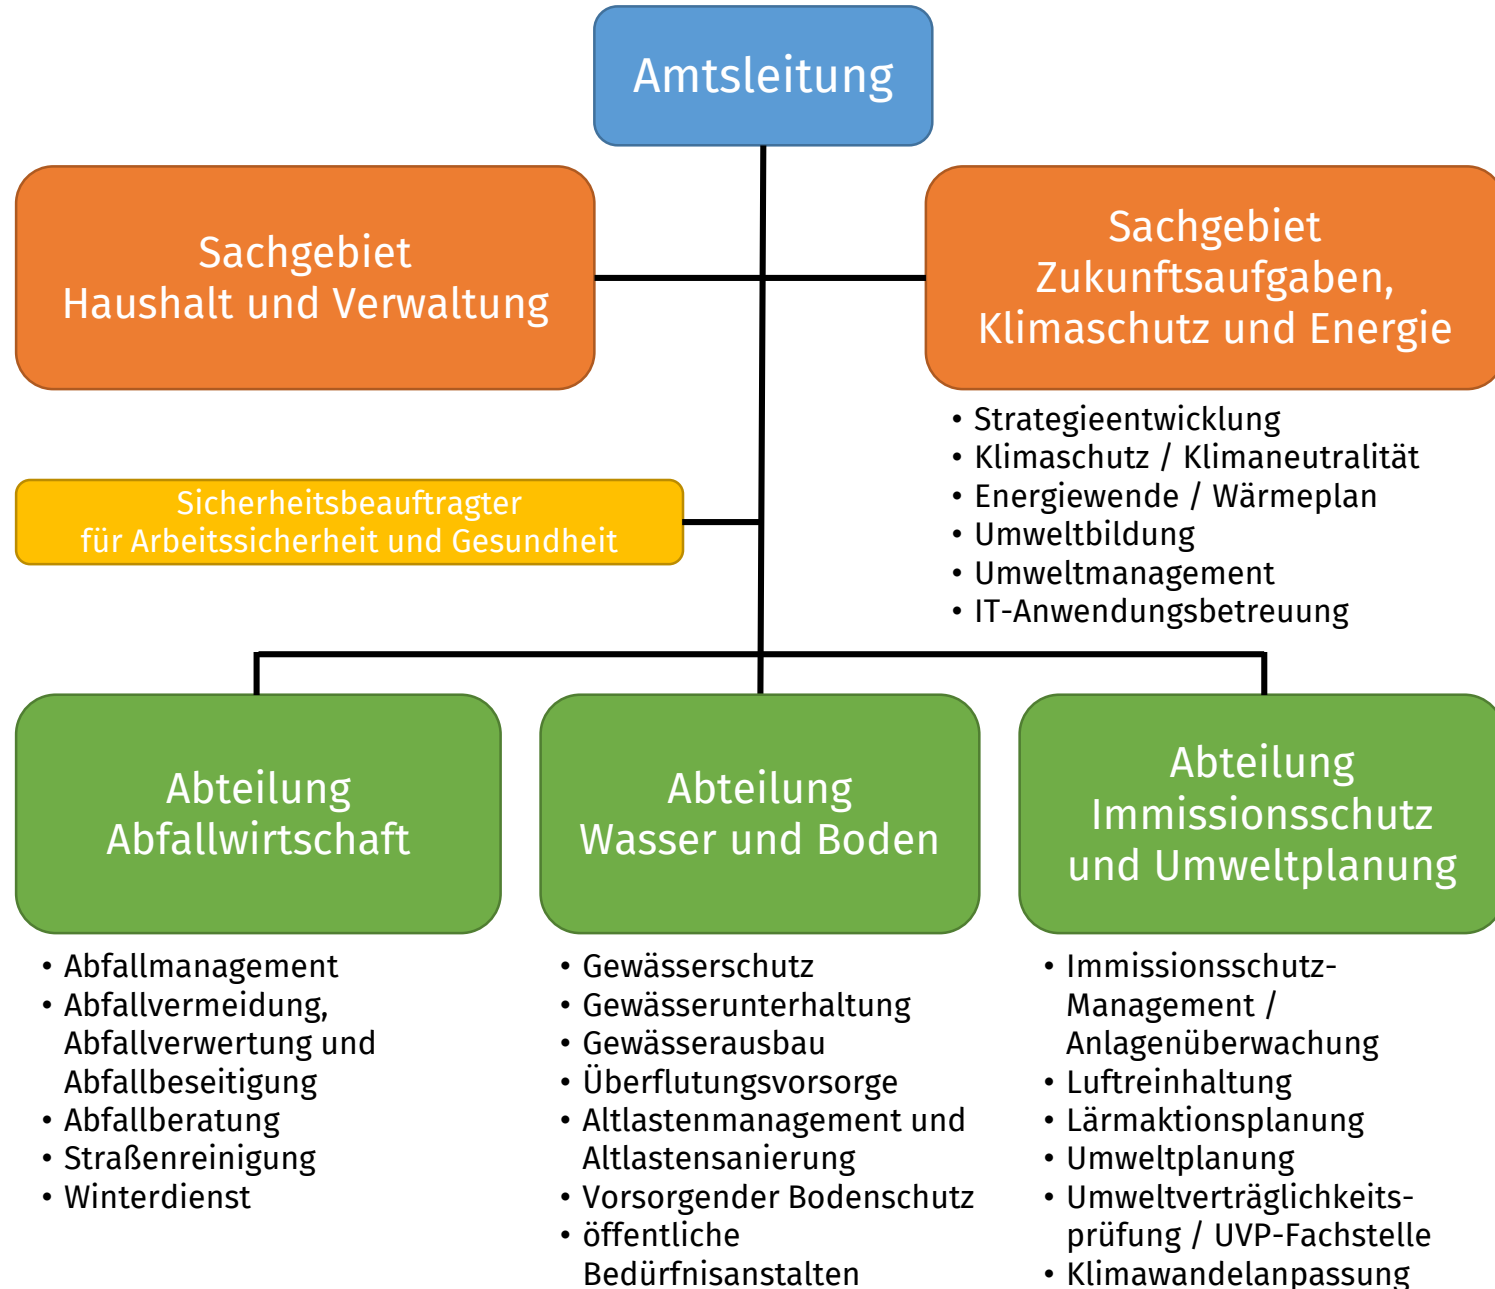 Amtsleitung
Sachgebiet
Haushalt und Verwaltung
Sachgebiet
Zukunftsaufgaben,
Klimaschutz und Energie
• Strategieentwicklung
• Klimaschutz / Klimaneutralität
• Energiewende / Wärmeplan
• Umweltbildung
• Umweltmanagement
• IT-Anwendungsbetreuung
Sicherheitsbeauftragter
für Arbeitssicherheit und Gesundheit
Abteilung
Abfallwirtschaft
• Abfallmanagement
• Abfallvermeidung,
Abfallverwertung und
Abfallbeseitigung
• Abfallberatung
• Straßenreinigung
• Winterdienst
Abteilung
Wasser und Boden
• Gewässerschutz
• Gewässerunterhaltung
• Gewässerausbau
• Überflutungsvorsorge
• Altlastenmanagement und
Altlastensanierung
• Vorsorgender Bodenschutz
• öffentliche
Bedürfnisanstalten
Abteilung
Immissionsschutz
und Umweltplanung
• Immissionsschutz-
Management /
Anlagenüberwachung
• Luftreinhaltung
• Lärmaktionsplanung
• Umweltplanung
• Umweltverträglichkeits-
prüfung / UVP-Fachstelle
• Klimawandelanpassung